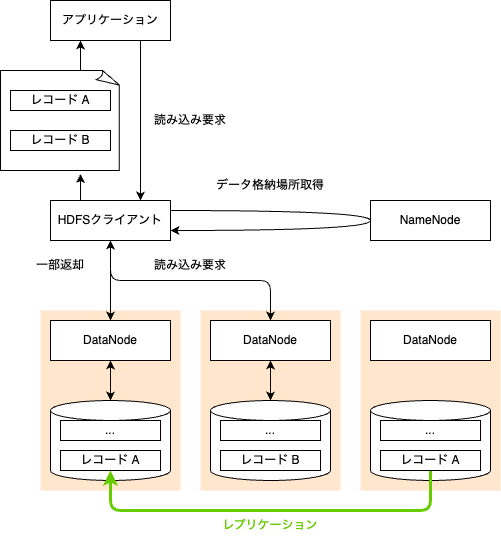 アプリケーション
レコード A
レコード B
読み込み要求
データ格納場所取得
HDFSクライアント
NameNode
一部返却
読み込み要求
DataNode
DataNode
DataNode
...
...
...
レコード A
レコード B
レコード A
レプリケーション